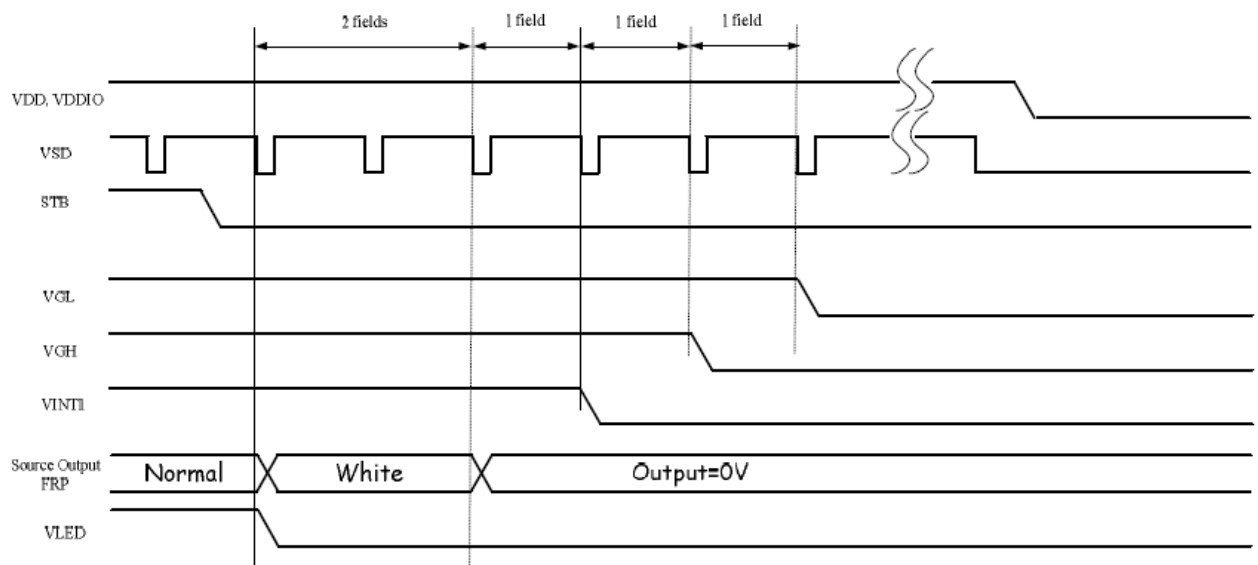 2 fields
1 field
1 field
1 field
VDD, VDDIO
VSD
STB
VGL
VGH
VINT1
Source Output
FRP
Normal
White
Output=0V
VLED